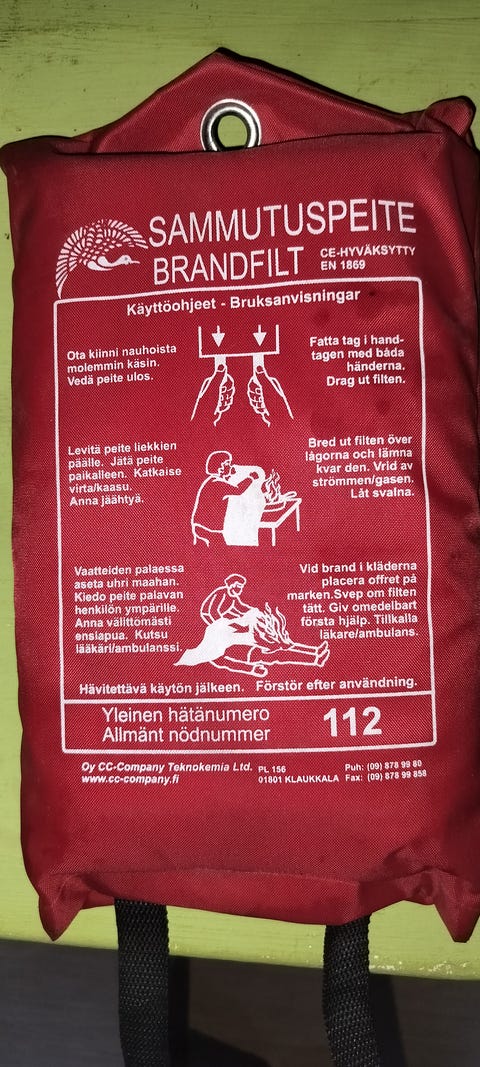 SAMMUTUSPEITE
BRANDFILT
CE-HYVÄKSYTTY
EN 1869
Käyttöohjeet - Bruksanvisningar
Ota kiinni nauhoista
molemmin käsin.
Vedä peite ulos.
Fatta tag i hand-
tagen med båda
händerna.
Drag ut filten.
Levitä peite liekkien
päälle. Jätä peite
paikalleen. Katkaise
virta/kaasu.
Anna jäähtyä.
Bred ut filten över
lågorna och lämna
kvar den. Vrid av
strömmen/gasen.
Låt svalna.
Vaatteiden palaessa
aseta uhri maahan.
Kiedo peite palavan
henkilön ympärille.
Anna välittömästi
ensiapua. Kutsu
lääkäri/ambulanssi.
Vid brand i kläderna
placera offret på
marken.Svep om filten
tätt. Giv omedelbart
första hjälp. Tillkalla
läkare/ambulans.
Hävitettävä käytön jälkeen. Förstör efter användning.
Yleinen hätänumero
Allmänt nödnummer
112
Oy CC-Company Teknokemia Ltd.
www.cc-company.fi
PL 156
01801 KLAUKKALA
Puh: (09) 878 99 80
Fax: (09) 878 99 858